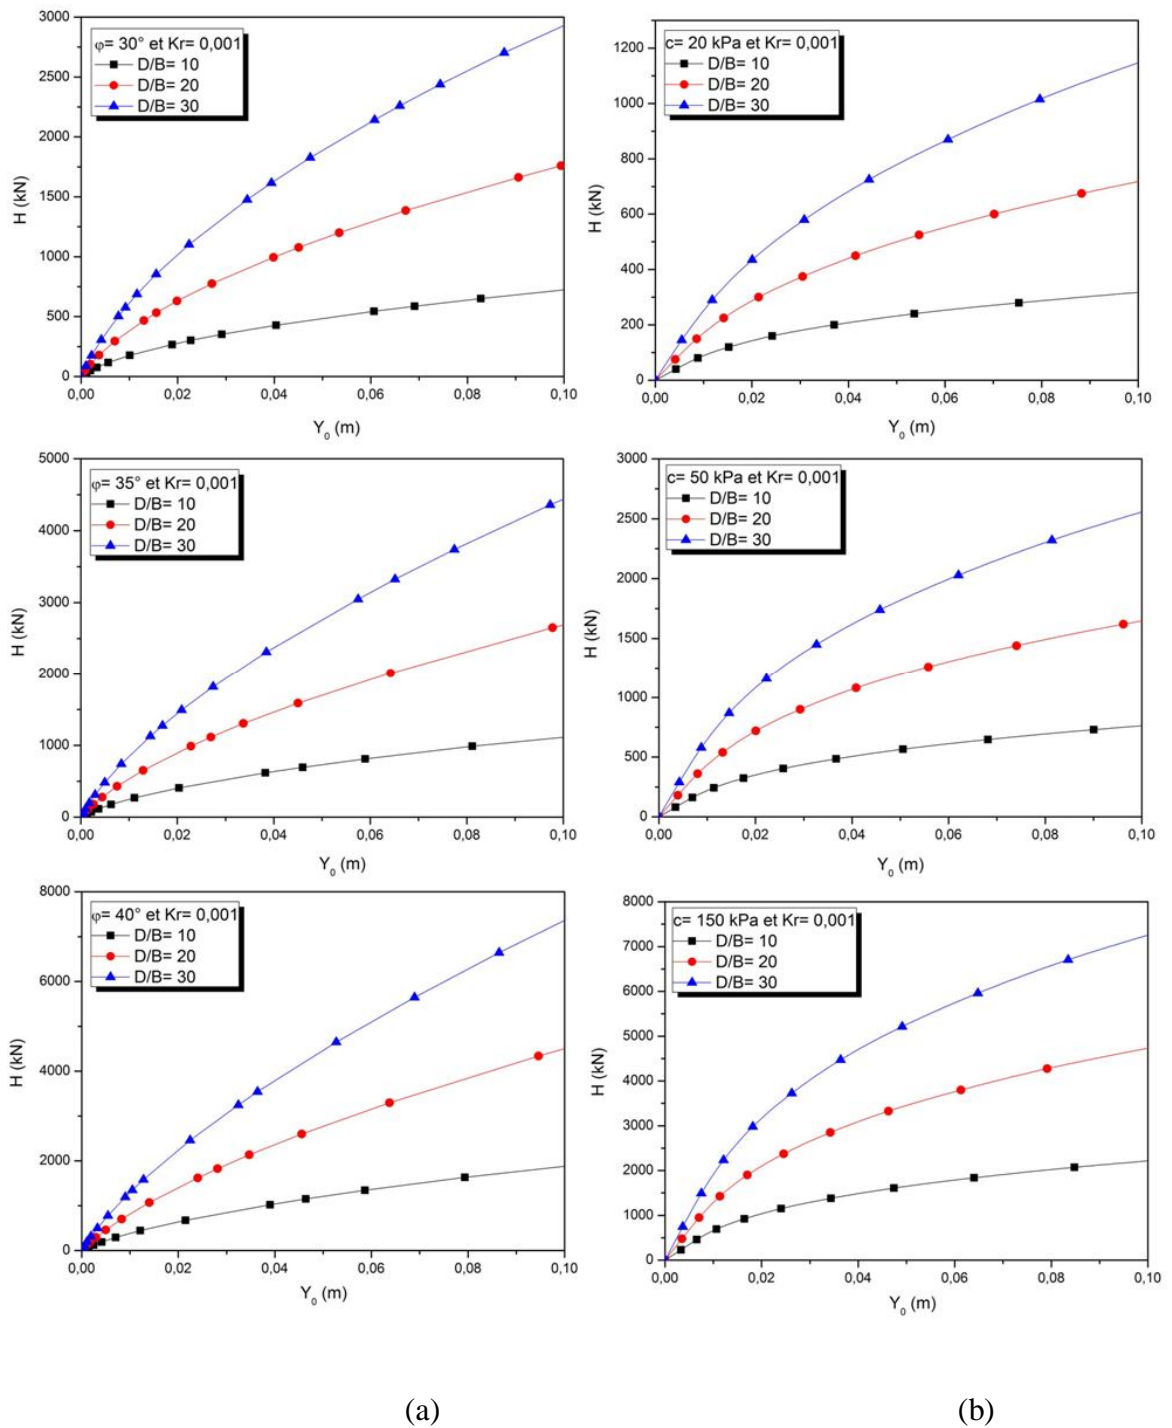 φ= 30° et Kr= 0,001
D/B= 10
D/B= 20
D/B= 30
3000
2500
2000
1500
1000
500
0
H (kN)
0,00 0,02 0,04 0,06 0,08 0,10
Y0 (m)
c= 20 kPa et Kr= 0,001
D/B= 10
D/B= 20
D/B= 30
1200
1000
800
600
400
200
0
H (kN)
0,00 0,02 0,04 0,06 0,08 0,10
Y0 (m)
φ= 35° et Kr= 0,001
D/B= 10
D/B= 20
D/B= 30
5000
4000
3000
2000
1000
0
H (kN)
0,00 0,02 0,04 0,06 0,08 0,10
Y0 (m)
c= 50 kPa et Kr= 0,001
D/B= 10
D/B= 20
D/B= 30
3000
2500
2000
1500
1000
500
0
H (kN)
0,00 0,02 0,04 0,06 0,08 0,10
Y0 (m)
φ= 40° et Kr= 0,001
D/B= 10
D/B= 20
D/B= 30
8000
6000
4000
2000
0
H (kN)
0,00 0,02 0,04 0,06 0,08 0,10
Y0 (m)
c= 150 kPa et Kr= 0,001
D/B= 10
D/B= 20
D/B= 30
8000
7000
6000
5000
4000
3000
2000
1000
0
H (kN)
0,00 0,02 0,04 0,06 0,08 0,10
Y0 (m)
(a) (b)